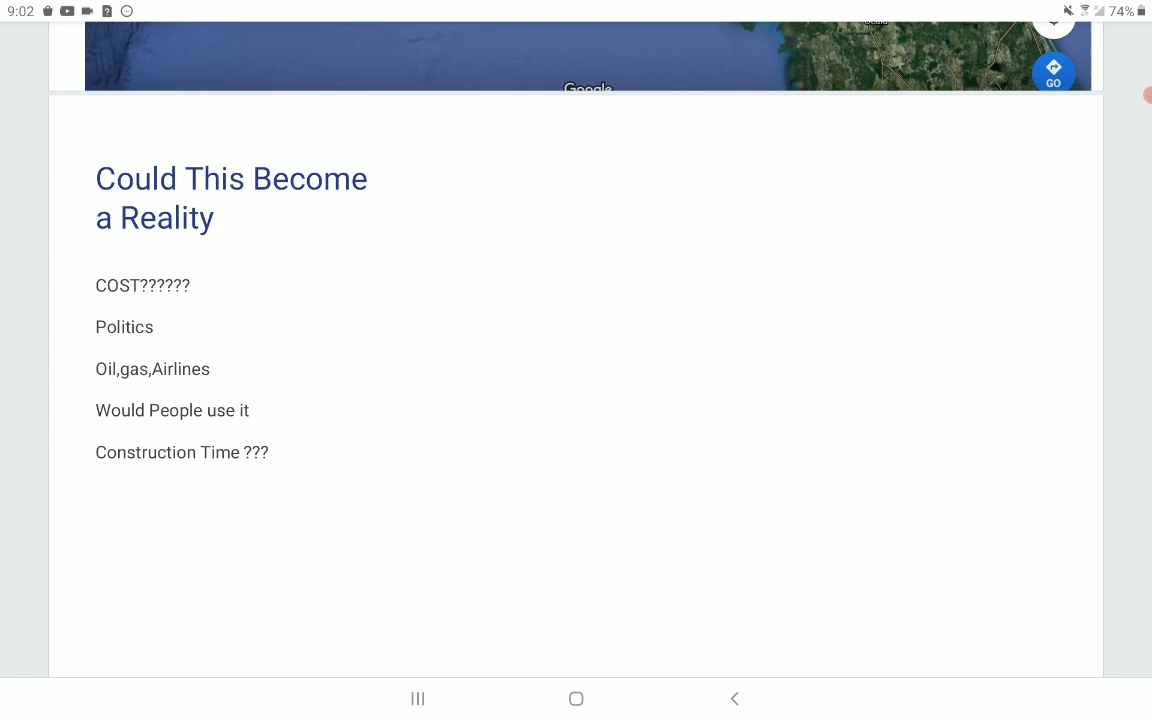 9:02
74%
Ocala
Google
GO
Could This Become
a Reality
COST??????
Politics
Oil,gas,Airlines
Would People use it
Construction Time ???